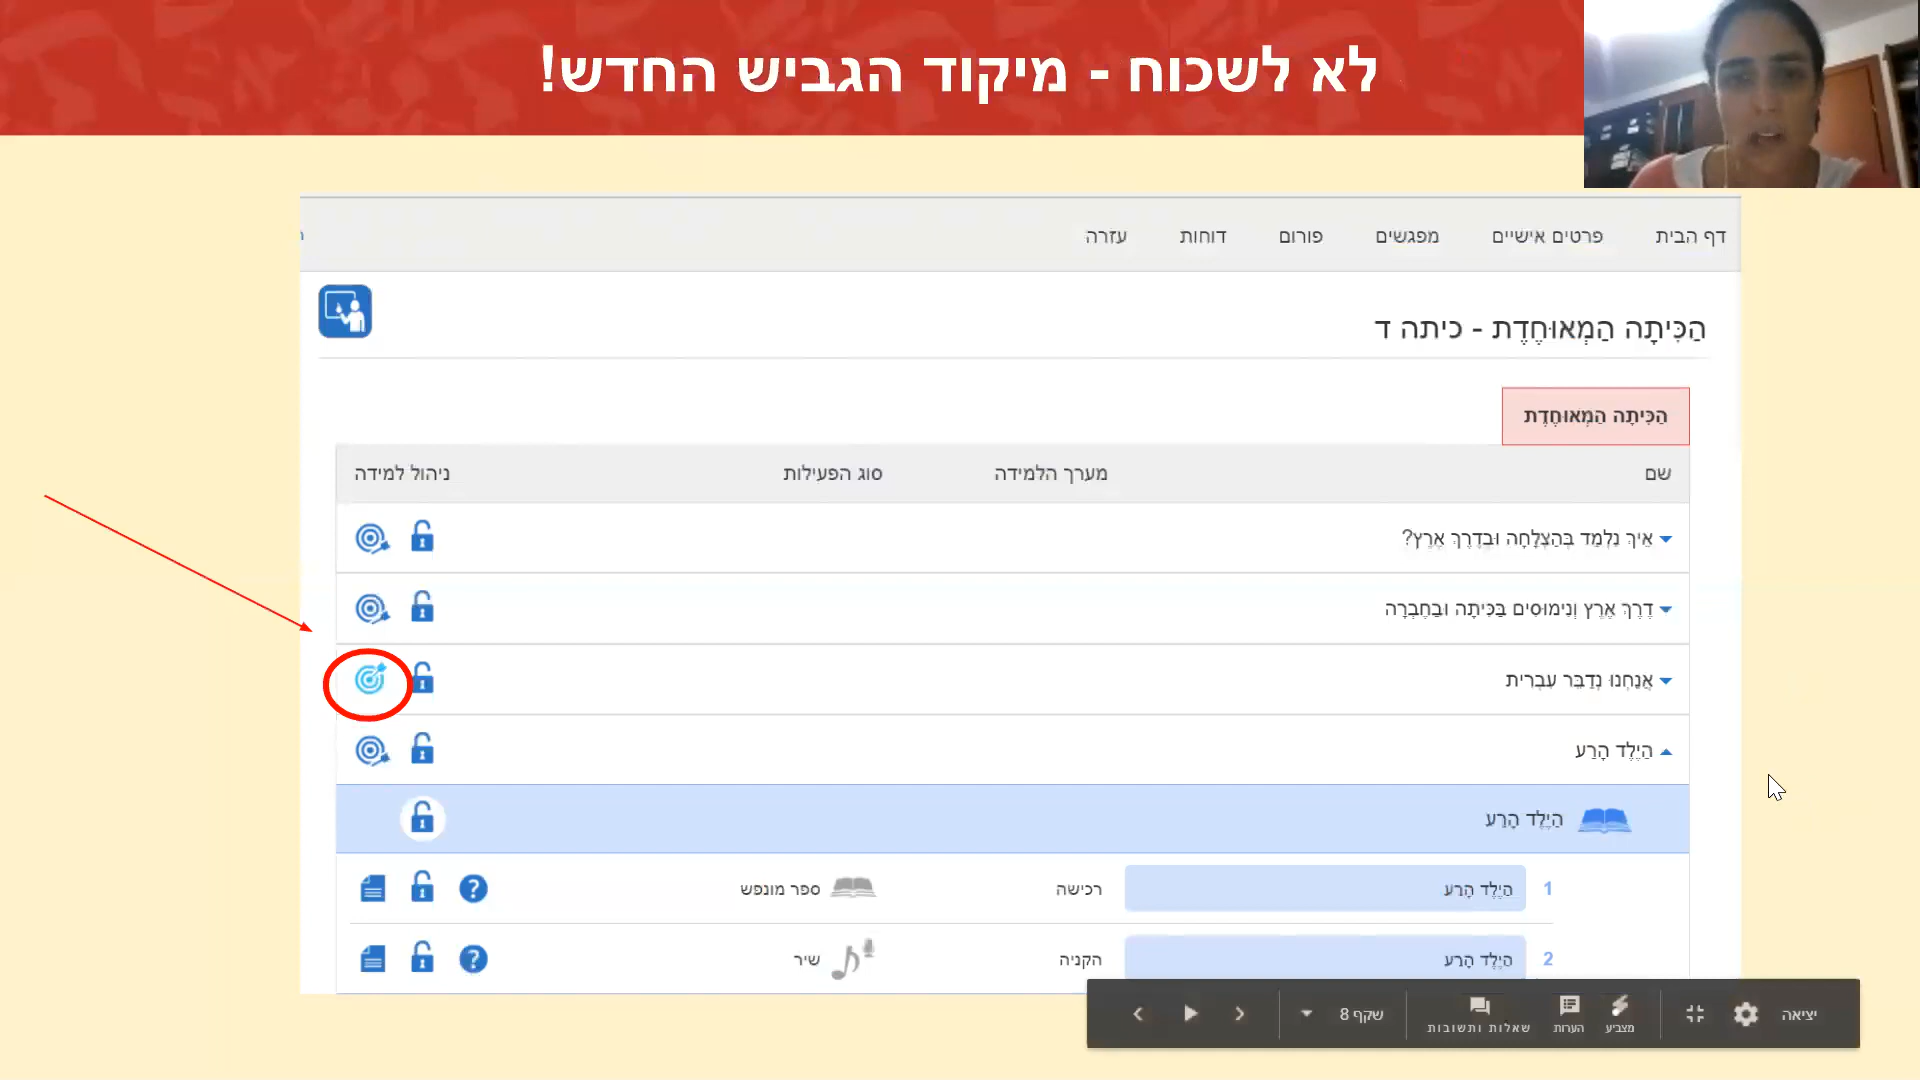 לא לשכוח - מיקוד הגביש החדש!
דף הבית פרטים אישיים מפגשים פורום דוחות עזרה
הַכִּיתָה הַמְּאוּחֶדֶת - כיתה ד
הַכִּיתָה הַמְּאוּחֶדֶת
שם מערך הלמידה סוג הפעילות ניהול למידה
אֵיךְ נִלְמַד בְּהַצְלָחָה וּבְדֶרֶךְ אֶרֶץ?
דֶרֶךְ אֶרֶץ וְנִימוּסִים בַּכִּיתָה וּבַחֶבְרָה
אֲנַחְנוּ נְדַבֵּר עִבְרִית
הַיֶּלֶד הָרַע
הַיֶּלֶד הָרַע
1 הַיֶּלֶד הָרַע רכישה ספר מונפש
2 הַיֶּלֶד הָרַע הקניה שיר
יציאה מצביע הערות שאלות ותשובות שקף 8